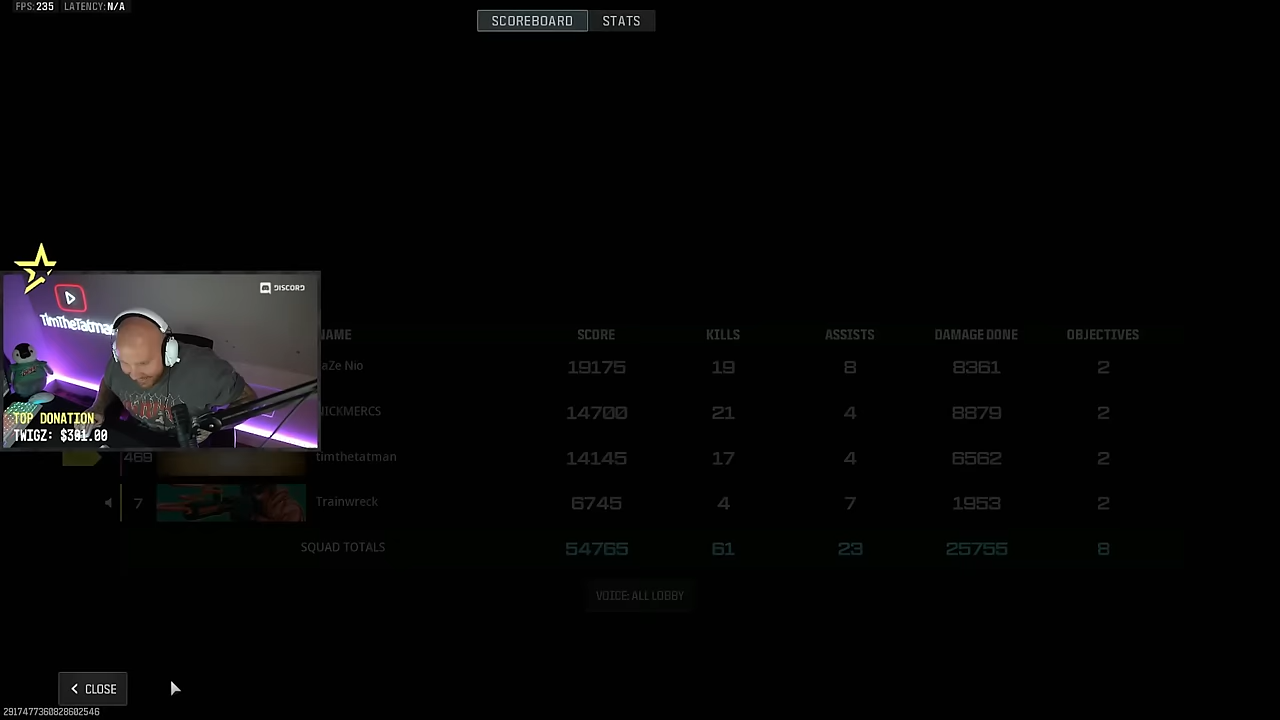 FPS:235 LATENCY:N/A
SCOREBOARD STATS
DISCORD
TimTheTatman
TOP DONATION
TWIGZ: $301.00
NAME SCORE KILLS ASSISTS DAMAGE DONE OBJECTIVES
aZe Nio 19175 19 8 8361 2
NICKMERCS 14700 21 4 8879 2
469 timthetatman 14145 17 4 6562 2
7 Trainwreck 6745 4 7 1953 2
SQUAD TOTALS 54765 61 23 25755 8
VOICE: ALL LOBBY
CLOSE
2917477360828602546